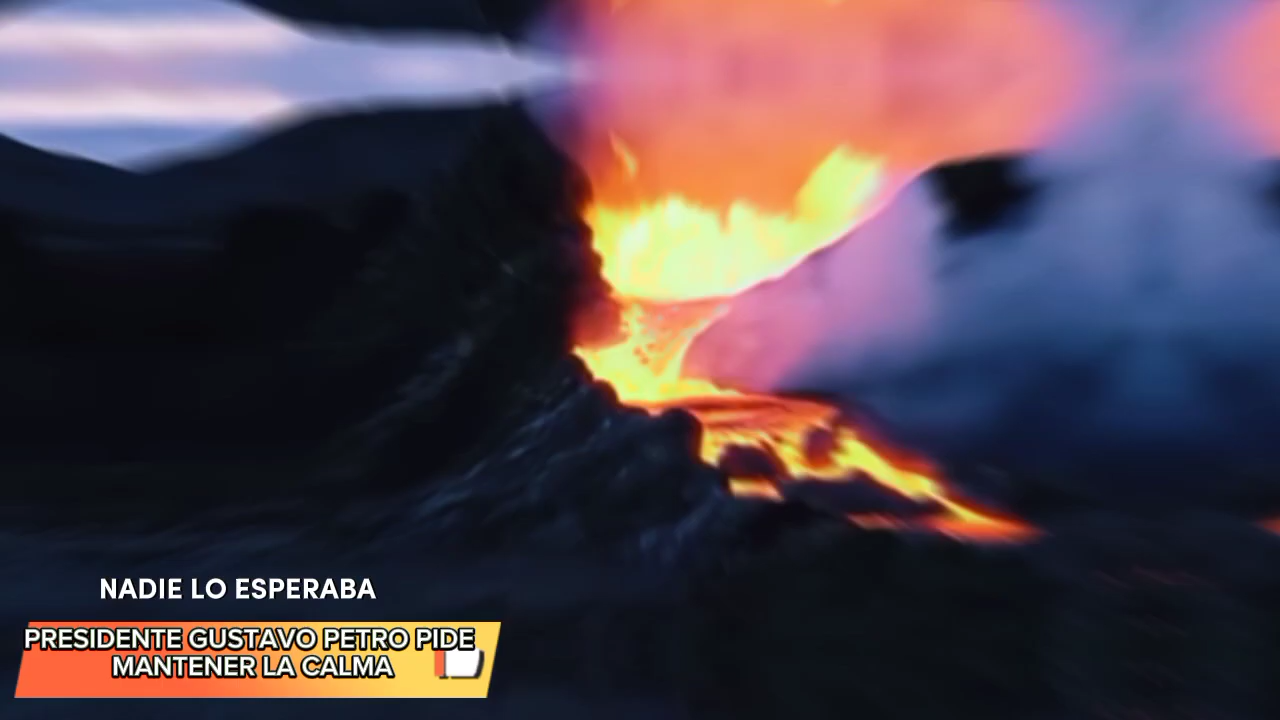 NADIE LO ESPERABA
PRESIDENTE GUSTAVO PETRO PIDE
MANTENER LA CALMA